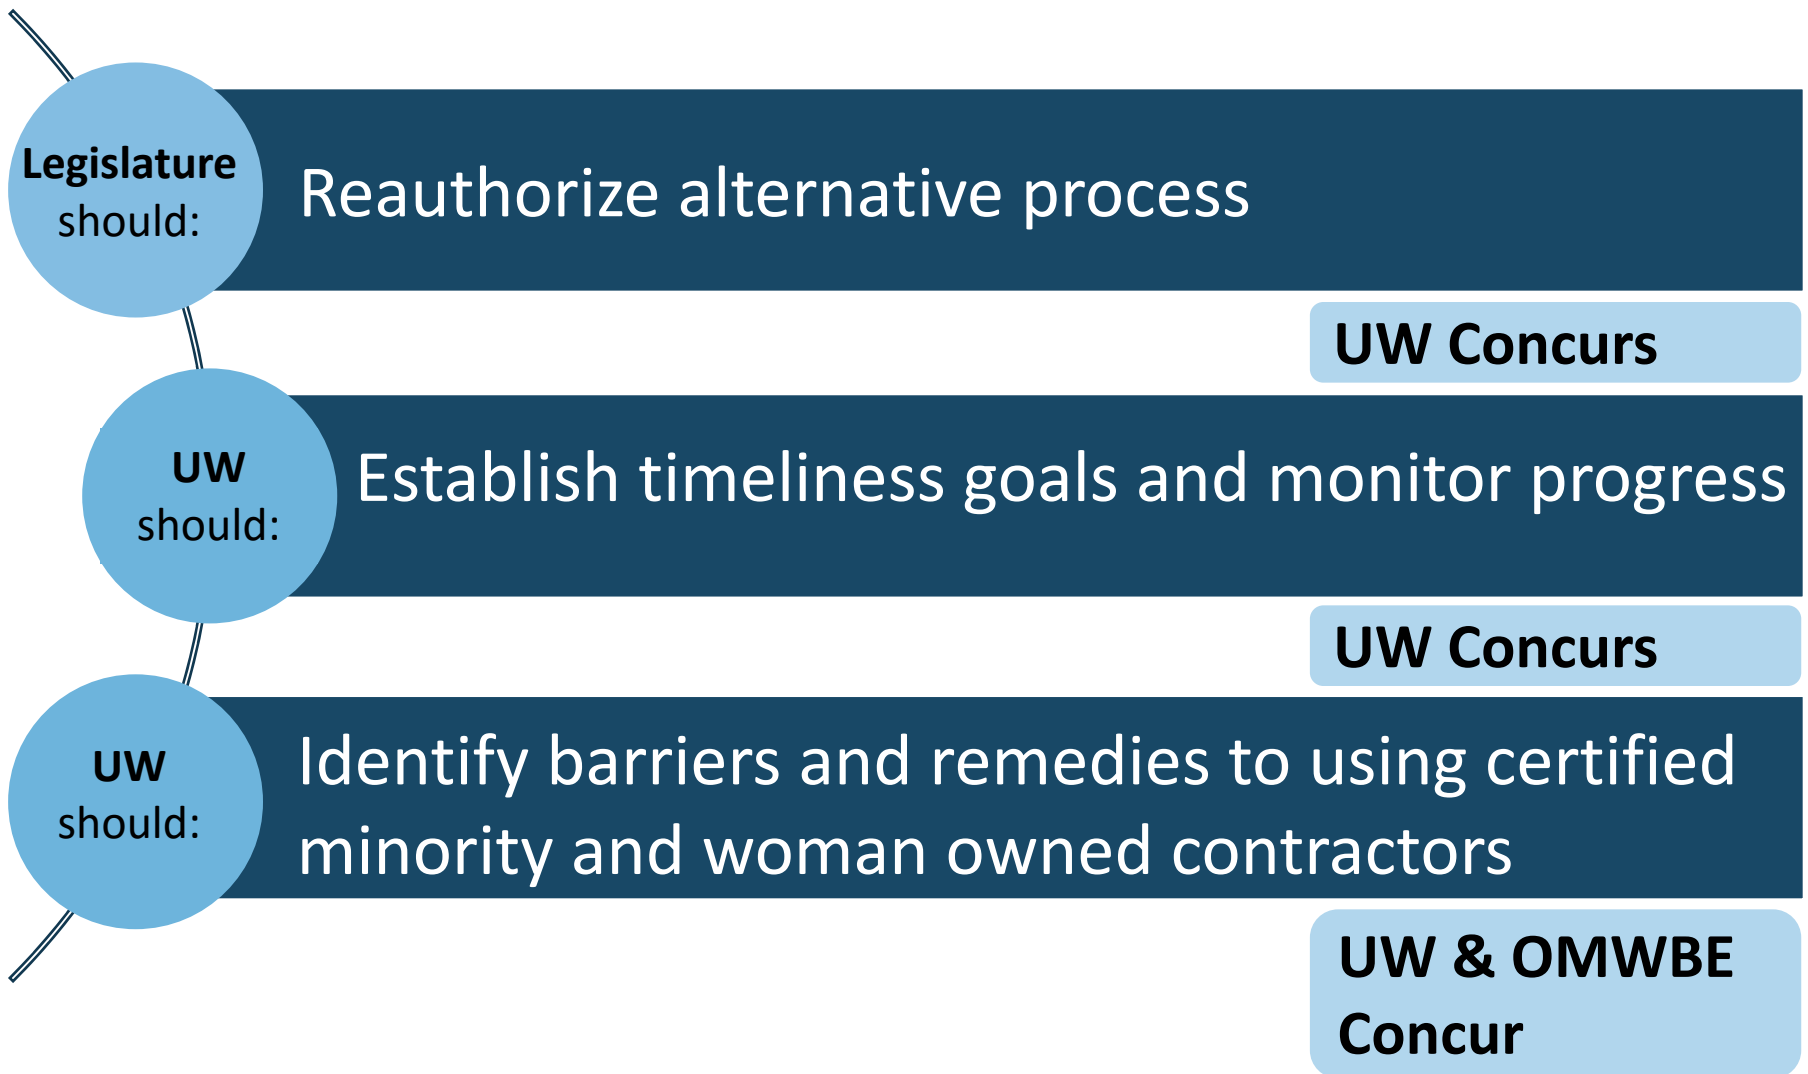 Legislature
should:
Reauthorize alternative process
UW Concurs
UW
should:
Establish timeliness goals and monitor progress
UW Concurs
UW
should:
Identify barriers and remedies to using certified
minority and woman owned contractors
UW & OMWBE
Concur